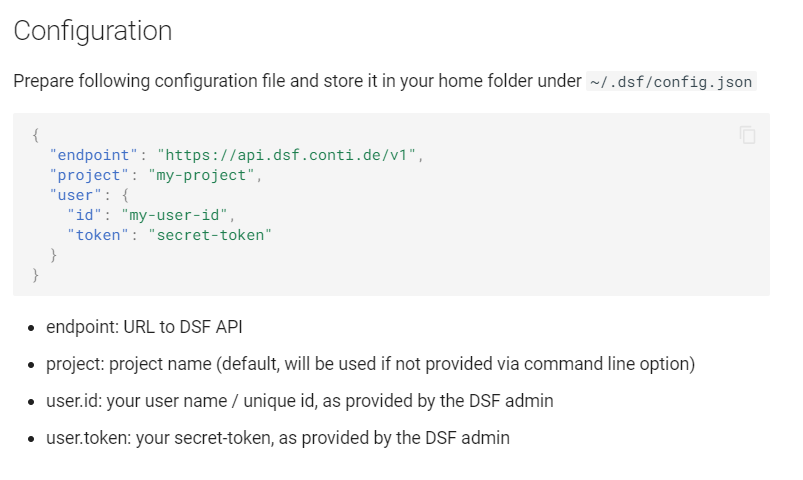 Configuration
Prepare following configuration file and store it in your home folder under ~/.dsf/config.json
{
"endpoint": "https://api.dsf.conti.de/v1",
"project": "my-project",
"user": {
"id": "my-user-id",
"token": "secret-token"
}
}
• endpoint: URL to DSF API
• project: project name (default, will be used if not provided via command line option)
• user.id: your user name / unique id, as provided by the DSF admin
• user.token: your secret-token, as provided by the DSF admin